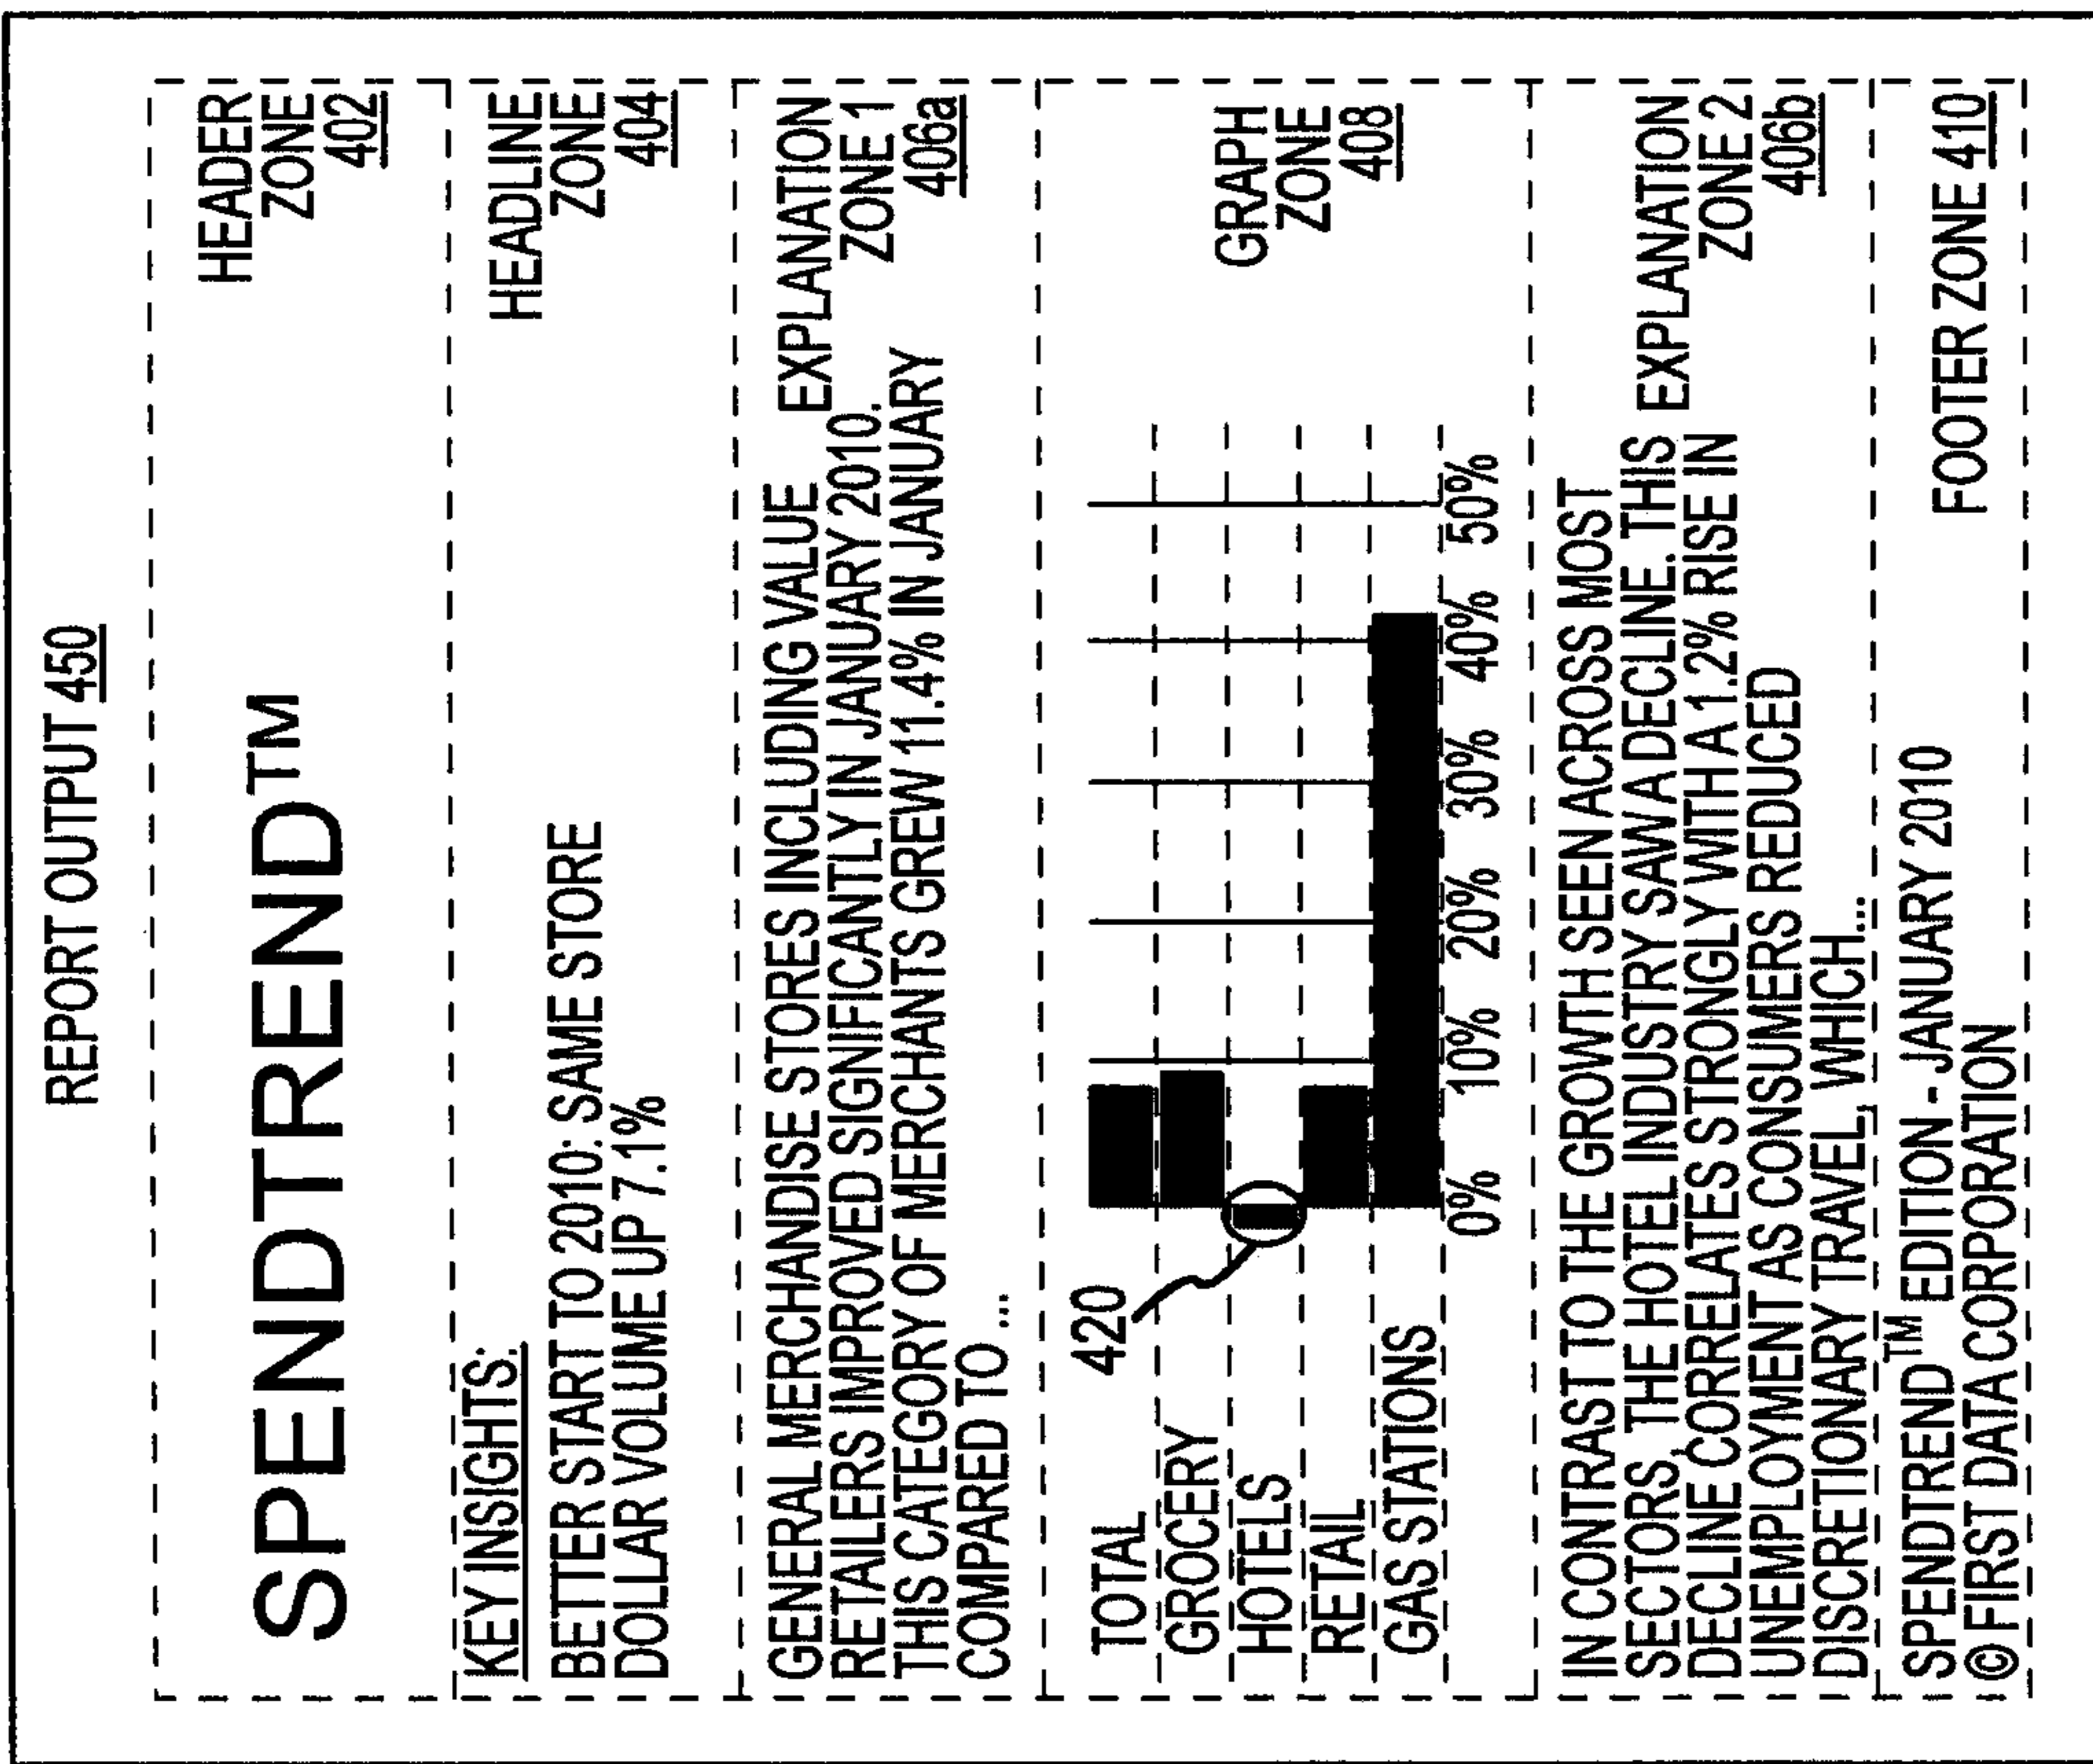 REPORT OUTPUT 450
SPENDTREND™
HEADER
ZONE
402
KEY INSIGHTS:
BETTER START TO 2010: SAME STORE
DOLLAR VOLUME UP 7.1%
HEADLINE
ZONE
404
GENERAL MERCHANDISE STORES INCLUDING VALUE
RETAILERS IMPROVED SIGNIFICANTLY IN JANUARY 2010.
THIS CATEGORY OF MERCHANTS GREW 11.4% IN JANUARY
COMPARED TO ...
EXPLANATION
ZONE 1
406a
420
TOTAL
GROCERY
HOTELS
RETAIL
GAS STATIONS
0% 10% 20% 30% 40% 50%
GRAPH
ZONE
408
IN CONTRAST TO THE GROWTH SEEN ACROSS MOST
SECTORS, THE HOTEL INDUSTRY SAW A DECLINE. THIS
DECLINE CORRELATES STRONGLY WITH A 1.2% RISE IN
UNEMPLOYMENT AS CONSUMERS REDUCED
DISCRETIONARY TRAVEL, WHICH...
EXPLANATION
ZONE 2
406b
SPENDTREND™ EDITION - JANUARY 2010
© FIRST DATA CORPORATION
FOOTER ZONE 410